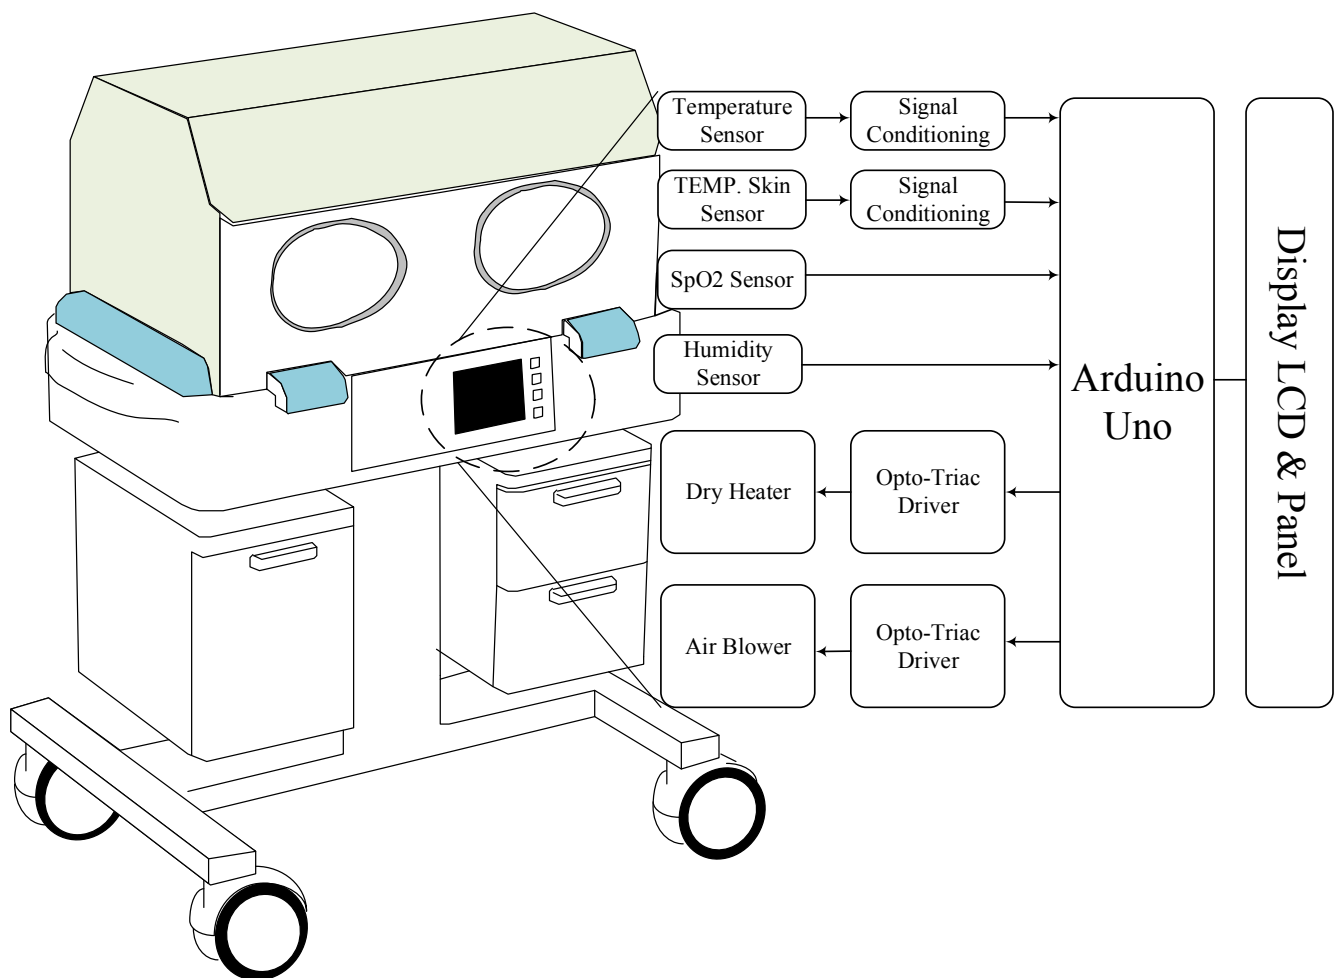 Temperature
Sensor
Signal
Conditioning
TEMP. Skin
Sensor
Signal
Conditioning
SpO2 Sensor
Humidity
Sensor
Dry Heater
Opto-Triac
Driver
Air Blower
Opto-Triac
Driver
Arduino
Uno
Display LCD & Panel